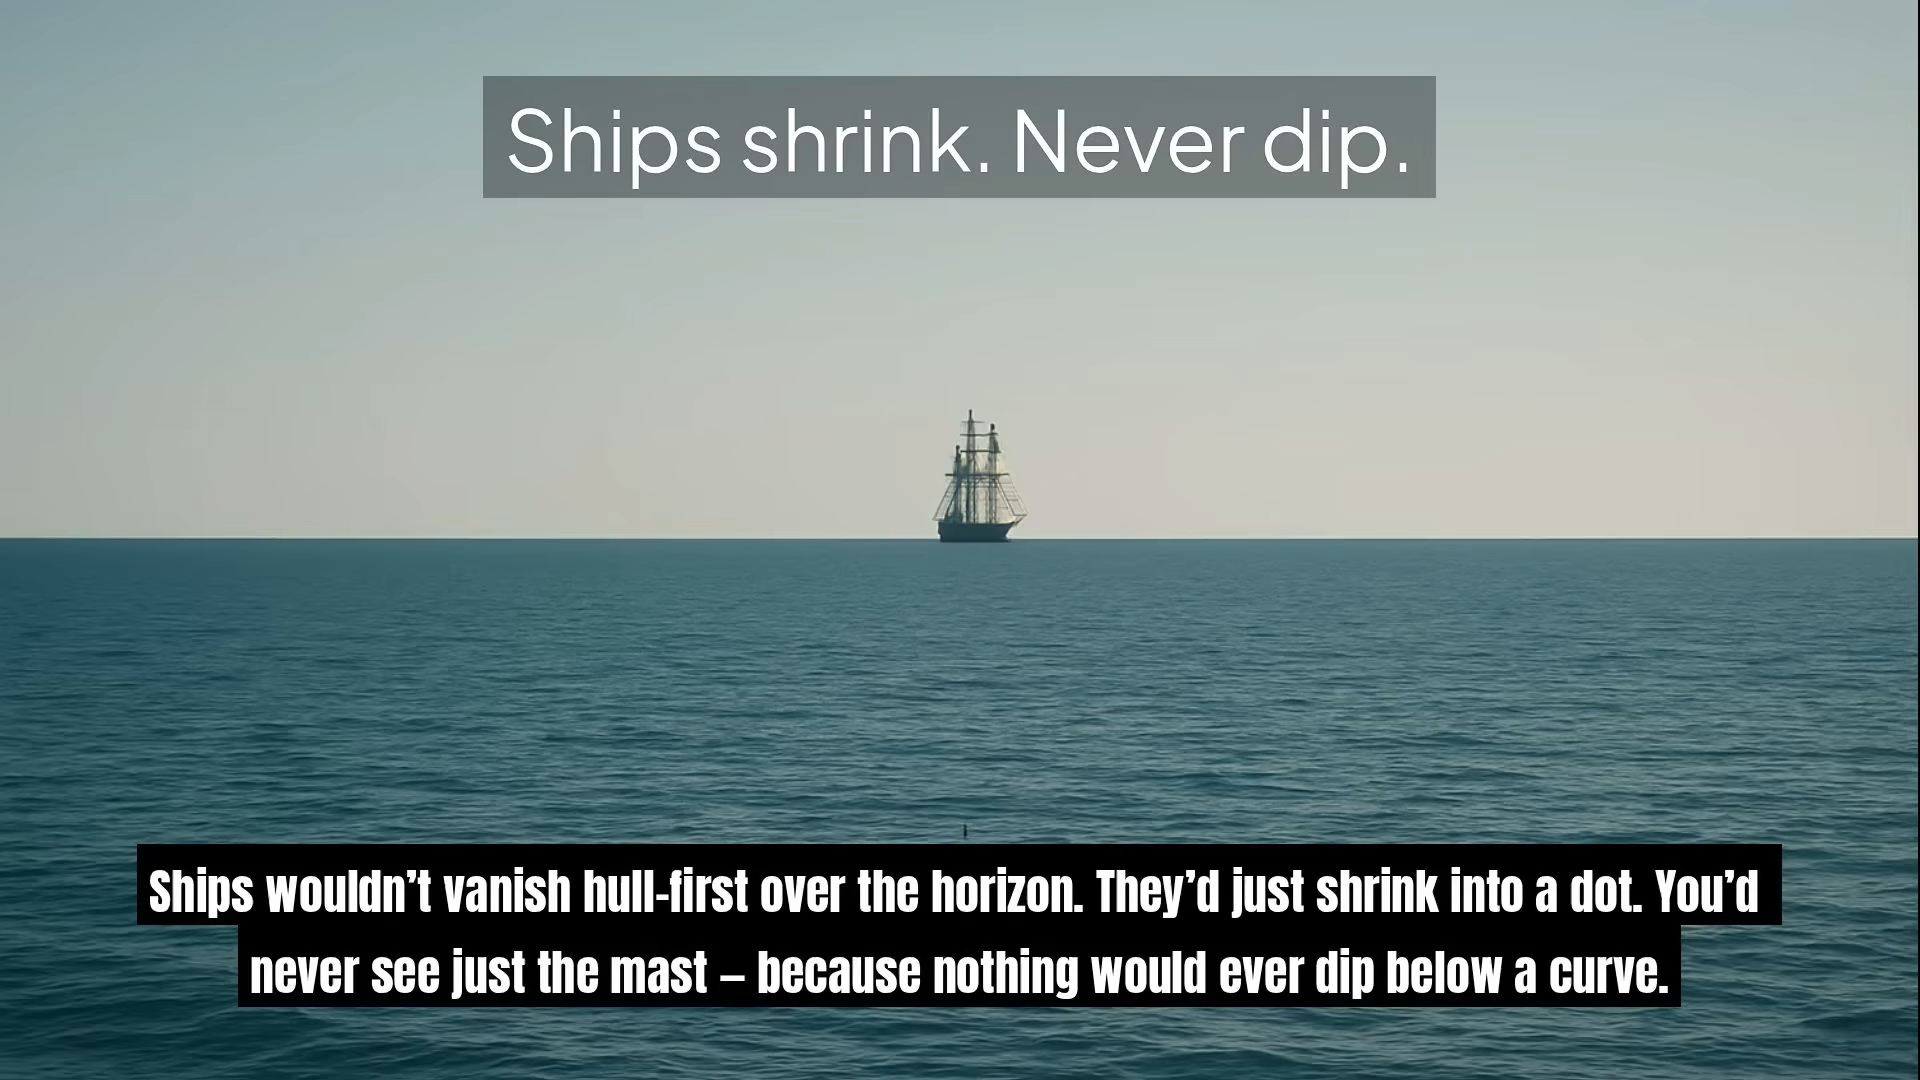 Ships shrink. Never dip.
Ships wouldn’t vanish hull-first over the horizon. They’d just shrink into a dot. You’d
never see just the mast – because nothing would ever dip below a curve.